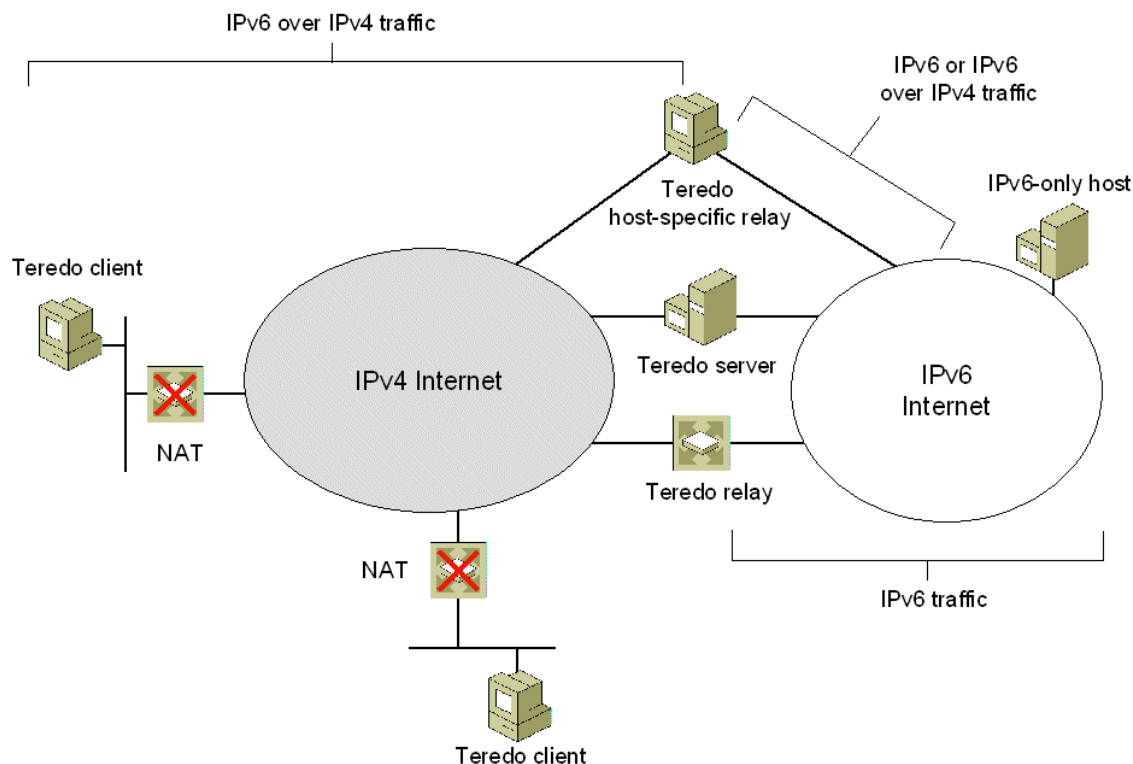 IPv6 over IPv4 traffic
IPv6 or IPv6
over IPv4 traffic
Teredo
host-specific relay
IPv6-only host
Teredo client
Teredo server
IPv4 Internet
IPv6
Internet
NAT
Teredo relay
NAT
IPv6 traffic
Teredo client